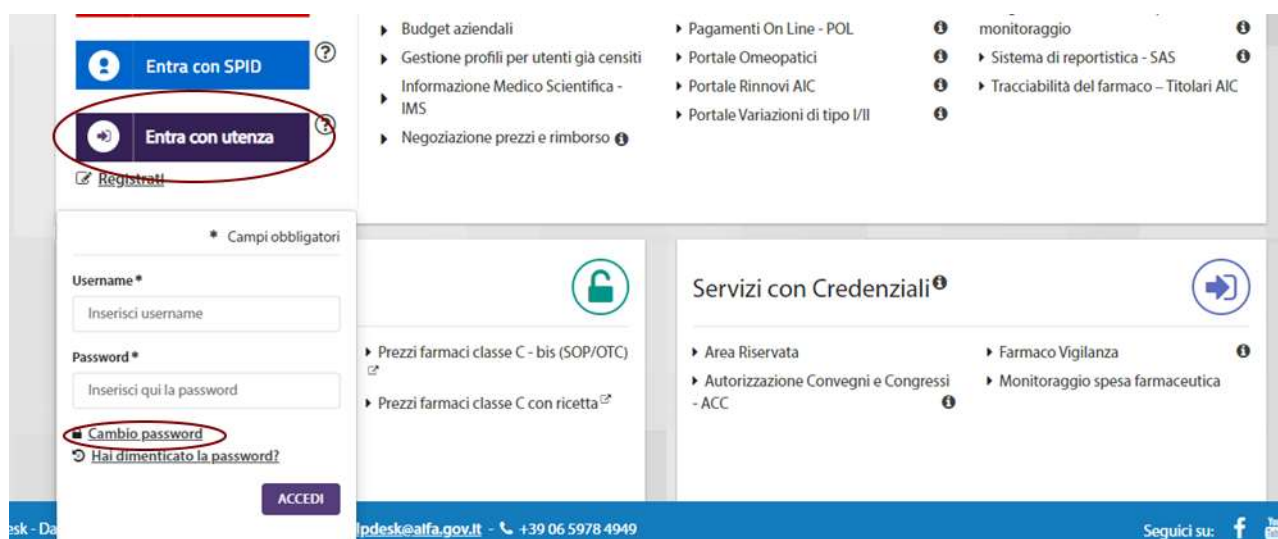 Budget aziendali
Gestione profili per utenti già censiti
Informazione Medico Scientifica -
IMS
Negoziazione prezzi e rimborso
Pagamenti On Line - POL
Portale Omeopatici
Portale Rinnovi AIC
Portale Variazioni di tipo I/II
monitoraggio
Sistema di reportistica - SAS
Tracciabilità del farmaco – Titolari AIC
Entra con SPID
Entra con utenza
Registrati
* Campi obbligatori
Username *
Inserisci username
Password *
Inserisci qui la password
Cambio password
Hai dimenticato la password?
ACCEDI
Prezzi farmaci classe C - bis (SOP/OTC)
Prezzi farmaci classe C con ricetta
Servizi con Credenziali
Area Riservata
Autorizzazione Convegni e Congressi
- ACC
Farmaco Vigilanza
Monitoraggio spesa farmaceutica
esk - Da
lpdesk@aifa.gov.it - +39 06 5978 4949
Seguici su: